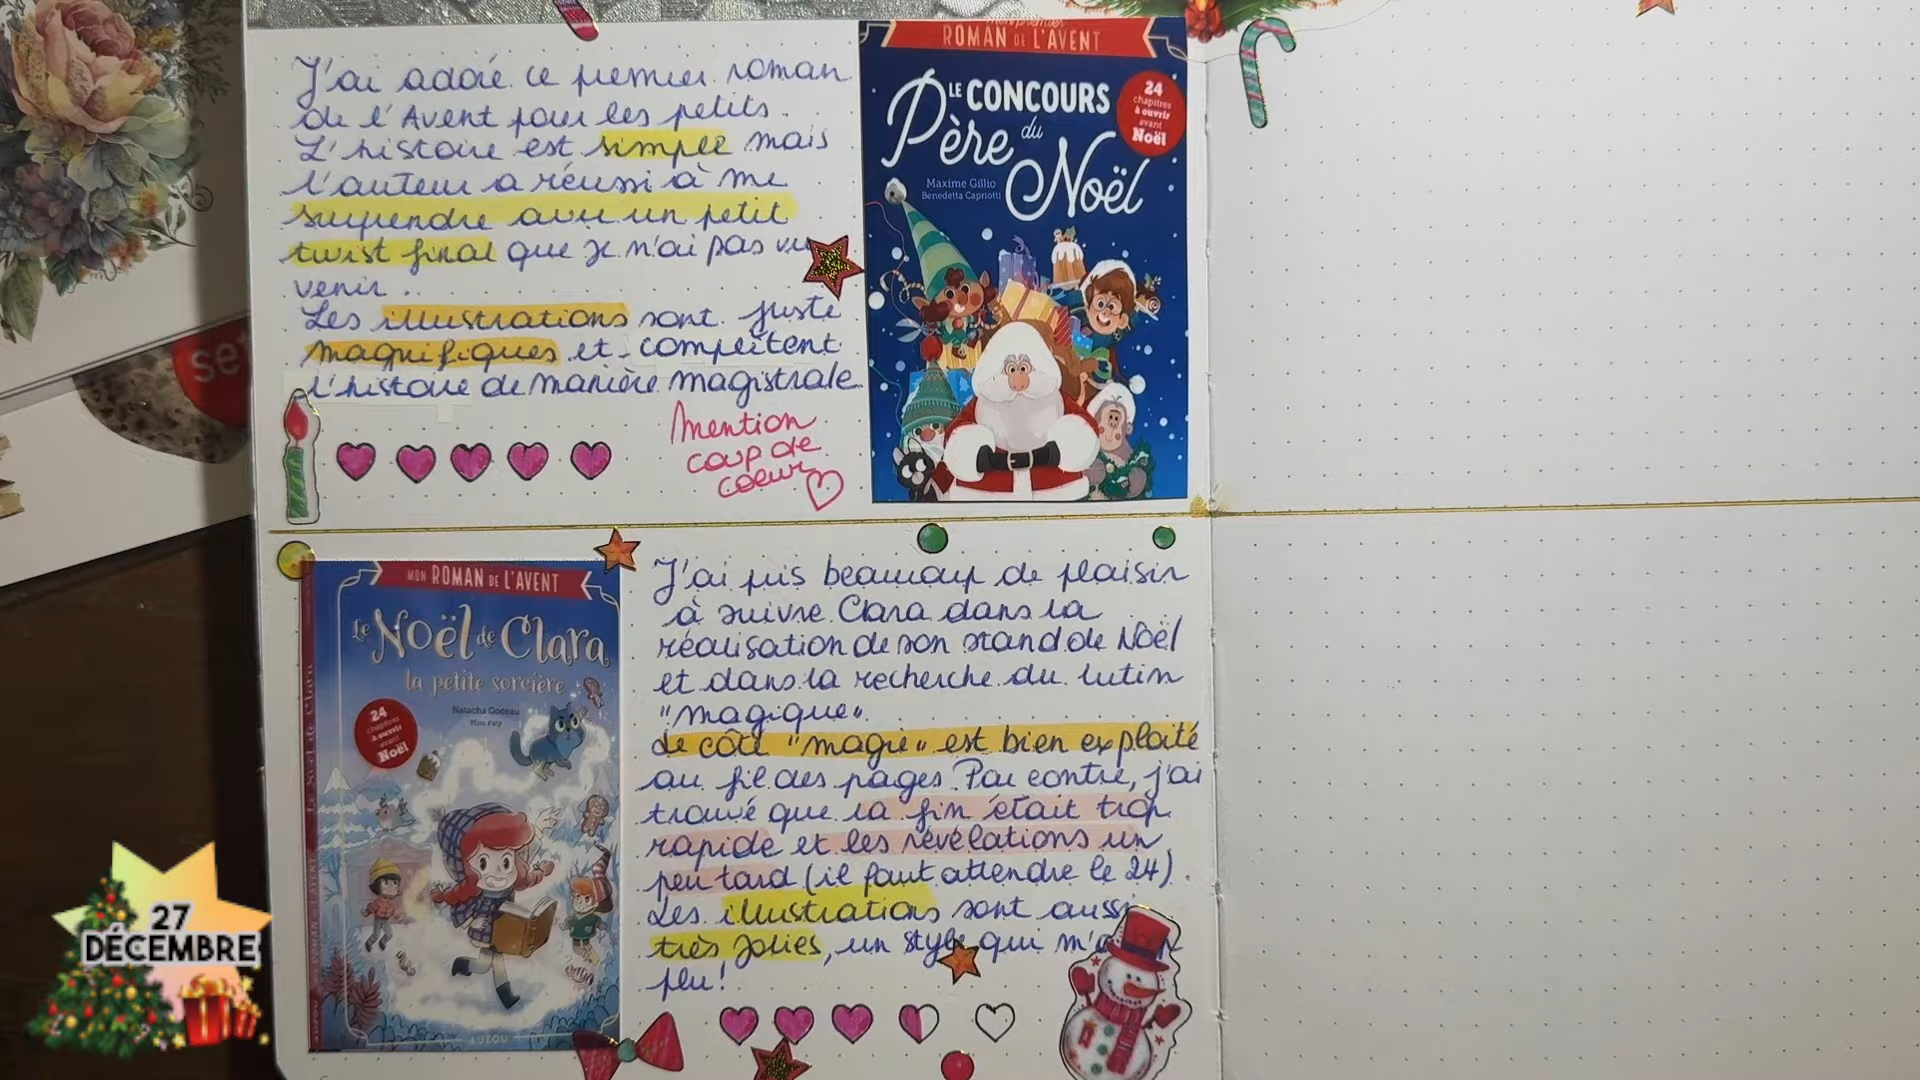 J'ai adoré ce premier roman
de l'Avent pour les petits.
L'histoire est simple mais
l'auteur a réussi à me
surprendre avec un petit
twist final que je n'ai pas vu
venir..
Les illustrations sont juste
magnifiques et complètent
l'histoire de manière magistrale
Mention
coup de
coeur
mon premier
ROMAN DE L'AVENT
LE CONCOURS
du
Père Noël
24
chapitres
à ouvrir
avant
Noël
Maxime Gillio
Benedetta Capriotti
MON ROMAN DE L'AVENT
Le Noël de Clara
la petite sorcière
Natacha Godeau
Miss Paty
24
chapitres
à ouvrir
avant
Noël
AUZOU
J'ai pris beaucoup de plaisir
à suivre Clara dans la
réalisation de son stand de Noël
et dans la recherche du lutin
"magique".
Le côté "magie" est bien exploité
au fil des pages. Par contre, j'ai
trouvé que la fin était trop
rapide et les révélations un
peu tard (il faut attendre le 24).
Les illustrations sont aussi
très jolies, un style qui m'a
plu!
27
DÉCEMBRE